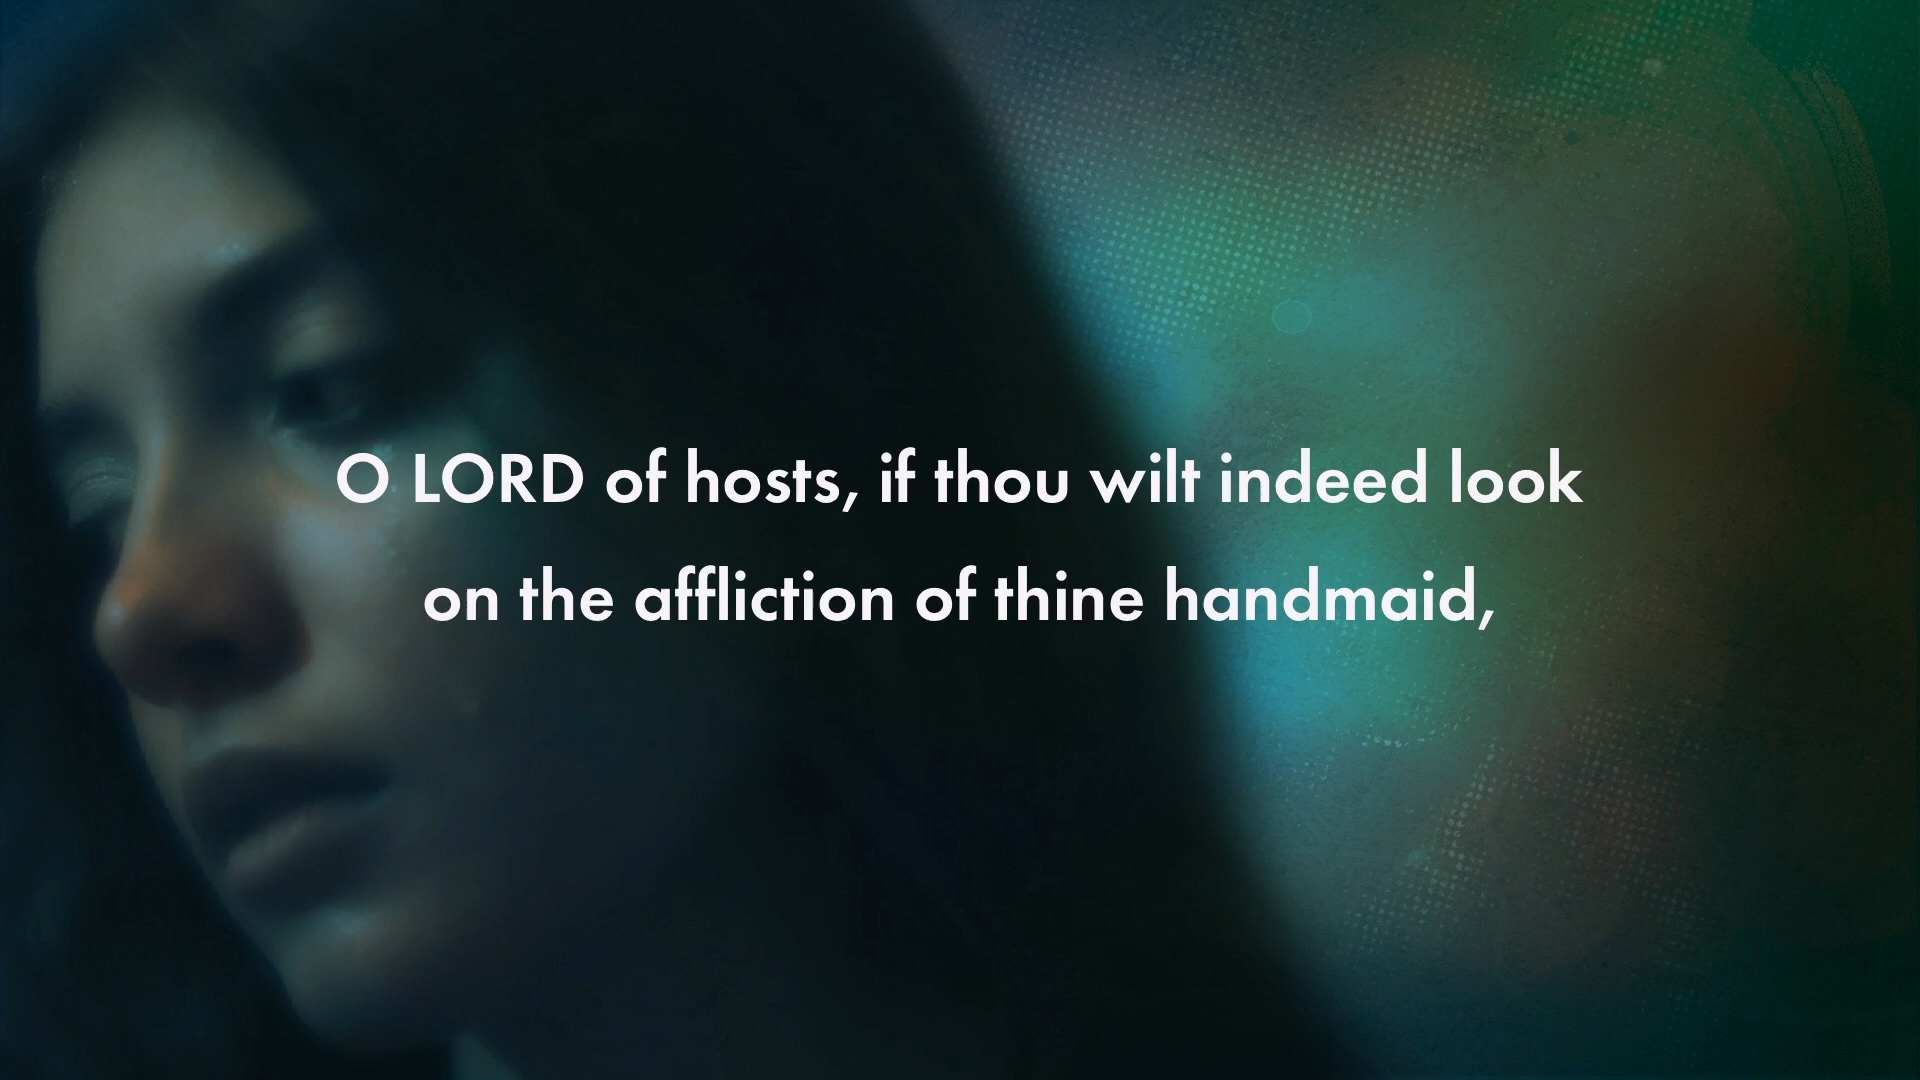 O LORD of hosts, if thou wilt indeed look
on the affliction of thine handmaid,